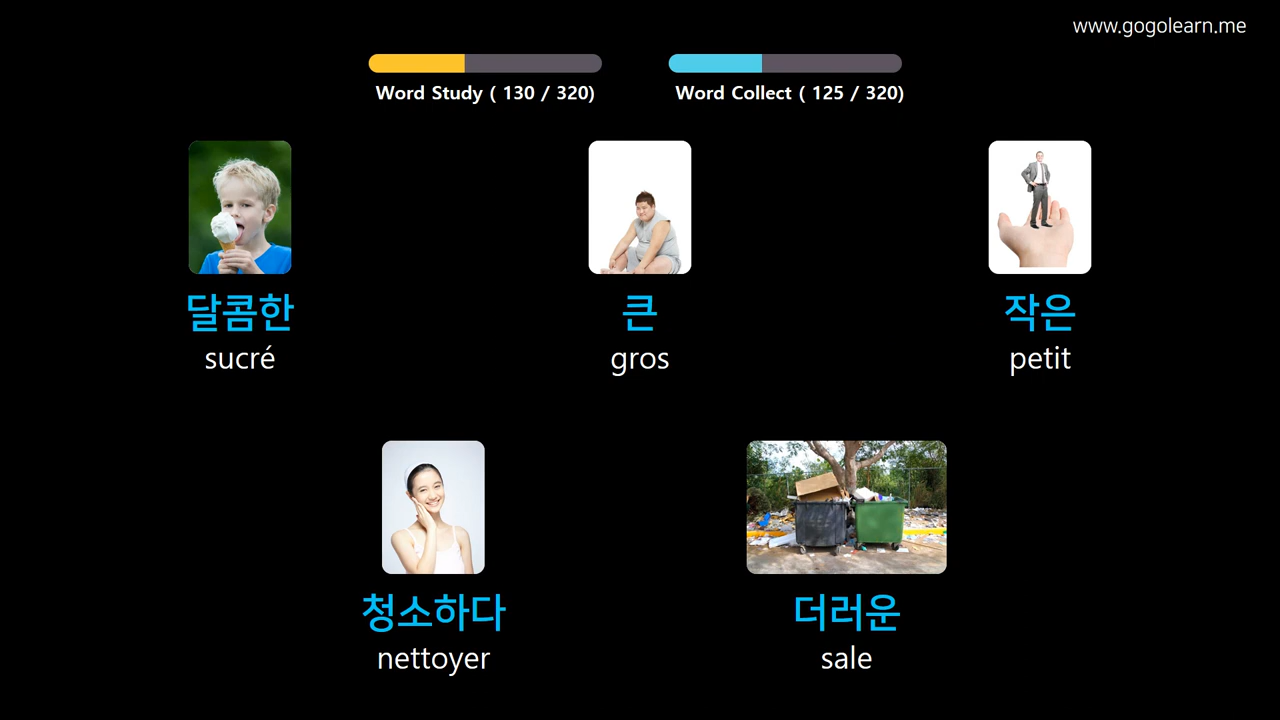 www.gogolearn.me
Word Study ( 130 / 320)
Word Collect ( 125 / 320)
달콤한
sucré
큰
gros
작은
petit
청소하다
nettoyer
더러운
sale